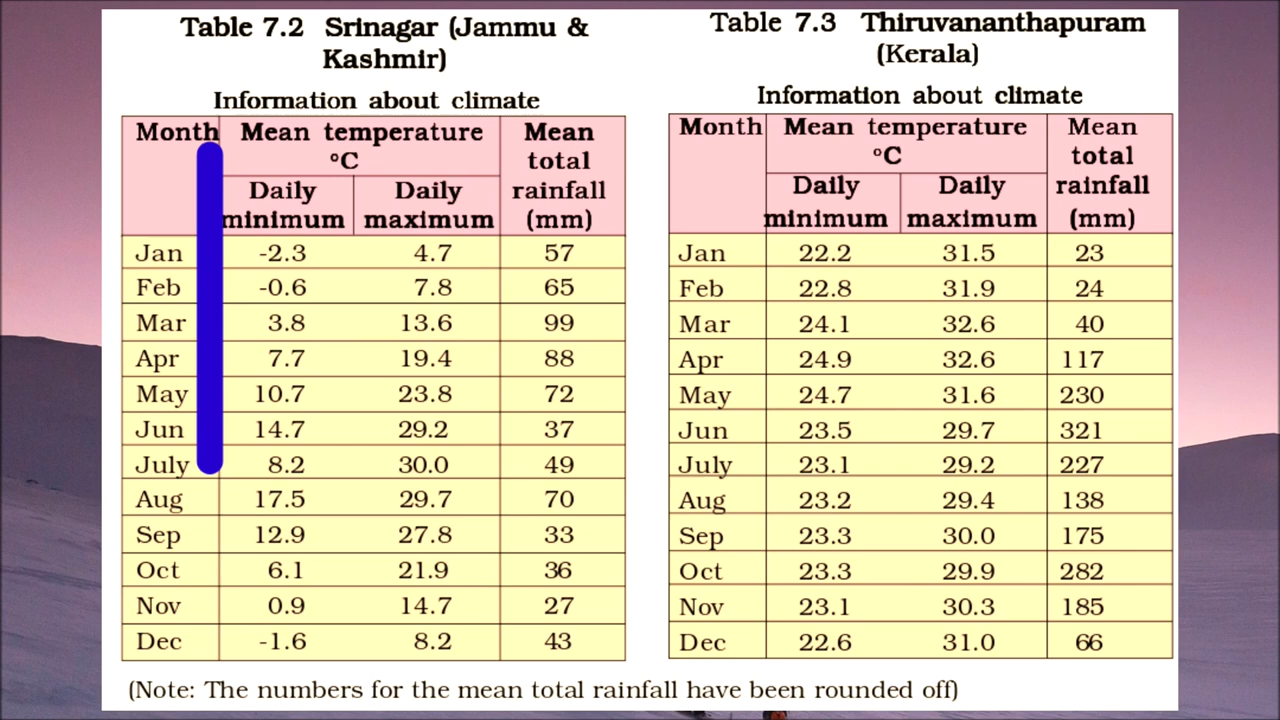 Table 7.2 Srinagar (Jammu &
Kashmir)
Information about climate
Month Mean temperature Mean
°C total
Daily Daily rainfall
minimum maximum (mm)
Jan -2.3 4.7 57
Feb -0.6 7.8 65
Mar 3.8 13.6 99
Apr 7.7 19.4 88
May 10.7 23.8 72
Jun 14.7 29.2 37
July 8.2 30.0 49
Aug 17.5 29.7 70
Sep 12.9 27.8 33
Oct 6.1 21.9 36
Nov 0.9 14.7 27
Dec -1.6 8.2 43
Table 7.3 Thiruvananthapuram
(Kerala)
Information about climate
Month Mean temperature Mean
°C total
Daily Daily rainfall
minimum maximum (mm)
Jan 22.2 31.5 23
Feb 22.8 31.9 24
Mar 24.1 32.6 40
Apr 24.9 32.6 117
May 24.7 31.6 230
Jun 23.5 29.7 321
July 23.1 29.2 227
Aug 23.2 29.4 138
Sep 23.3 30.0 175
Oct 23.3 29.9 282
Nov 23.1 30.3 185
Dec 22.6 31.0 66
(Note: The numbers for the mean total rainfall have been rounded off)